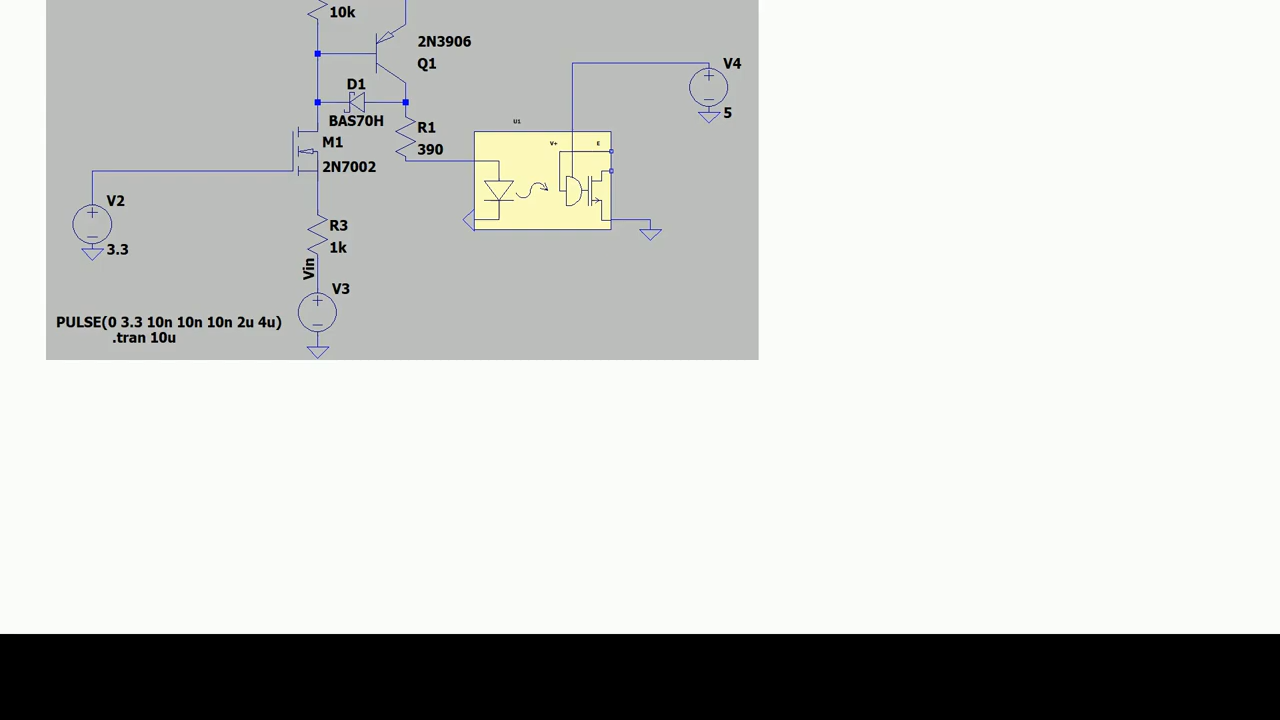 10k
2N3906
Q1
V4
5
D1
BAS70H
U1
V+ E
R1
390
M1
2N7002
V2
3.3
R3
1k
Vin
V3
PULSE(0 3.3 10n 10n 10n 2u 4u)
.tran 10u